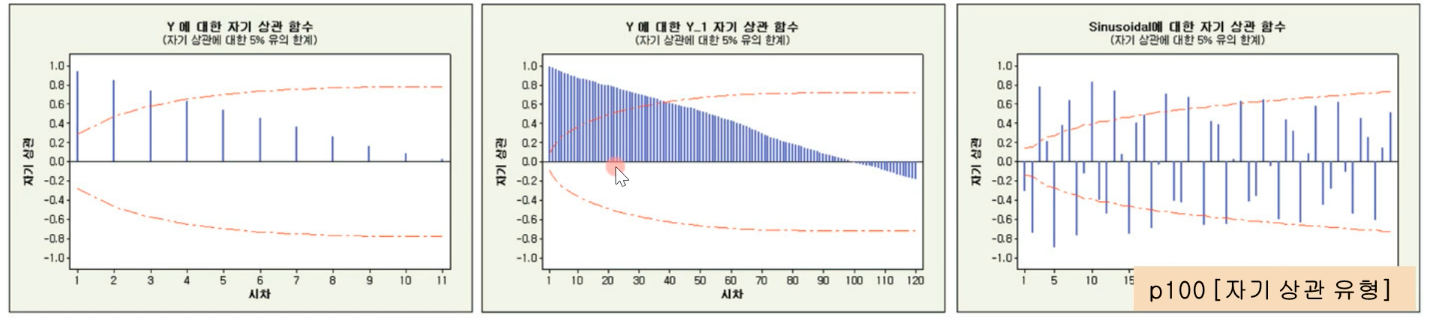 Y 에 대한 자기 상관 함수
(자기 상관에 대한 5% 유의 한계)
1.0
0.8
0.6
0.4
0.2
0.0
-0.2
-0.4
-0.6
-0.8
-1.0
자기 상관
1 2 3 4 5 6 7 8 9 10 11
시차
Y 에 대한 Y_1 자기 상관 함수
(자기 상관에 대한 5% 유의 한계)
1.0
0.8
0.6
0.4
0.2
0.0
-0.2
-0.4
-0.6
-0.8
-1.0
자기 상관
1 10 20 30 40 50 60 70 80 90 100 110 120
시차
Sinusoidal에 대한 자기 상관 함수
(자기 상관에 대한 5% 유의 한계)
1.0
0.8
0.6
0.4
0.2
0.0
-0.2
-0.4
-0.6
-0.8
-1.0
자기 상관
1 5 10 15
p100 [자기 상관 유형]